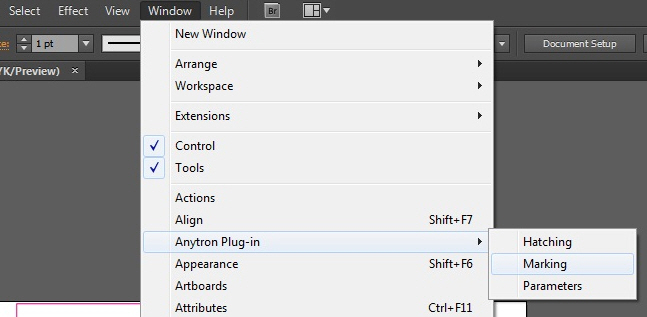 Select Effect View Window Help Br
1 pt Document Setup
YK/Preview) ×
New Window
Arrange
Workspace
Extensions
Control
Tools
Actions
Align Shift+F7
Anytron Plug-in
Hatching
Appearance Shift+F6
Marking
Artboards
Parameters
Attributes Ctrl+F11